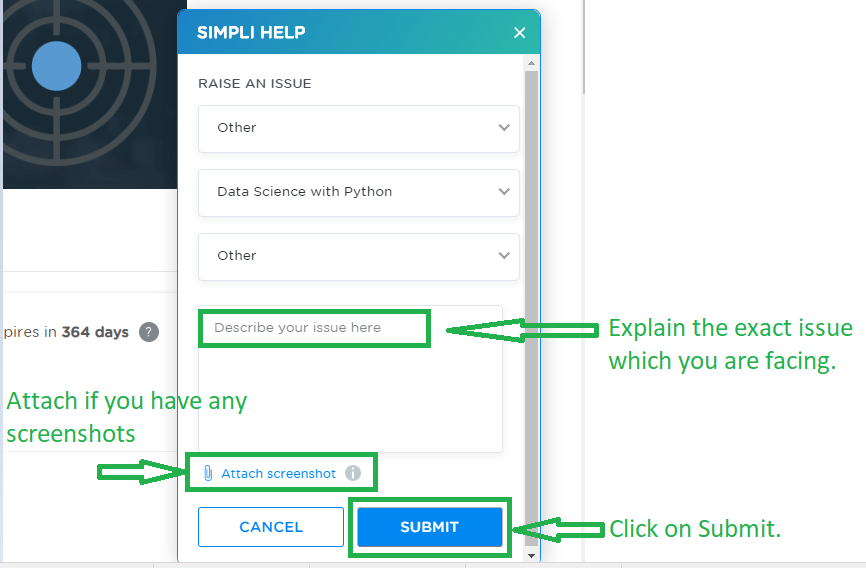 SIMPLI HELP
×
RAISE AN ISSUE
Other
Data Science with Python
Other
Describe your issue here
Explain the exact issue
which you are facing.
pires in 364 days ?
Attach if you have any
screenshots
Attach screenshot i
CANCEL
SUBMIT
Click on Submit.